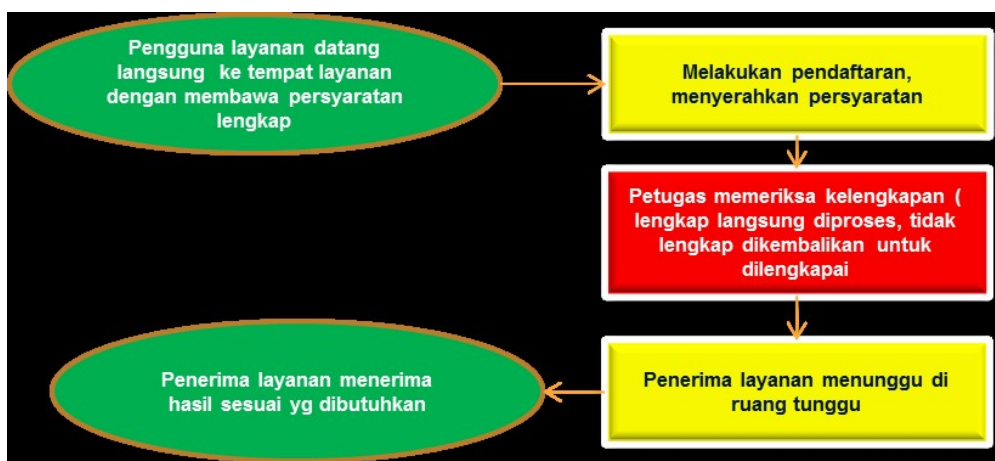 Pengguna layanan datang
langsung ke tempat layanan
dengan membawa persyaratan
lengkap
Melakukan pendaftaran,
menyerahkan persyaratan
Petugas memeriksa kelengkapan (
lengkap langsung diproses, tidak
lengkap dikembalikan untuk
dilengkapai
Penerima layanan menunggu di
ruang tunggu
Penerima layanan menerima
hasil sesuai yg dibutuhkan